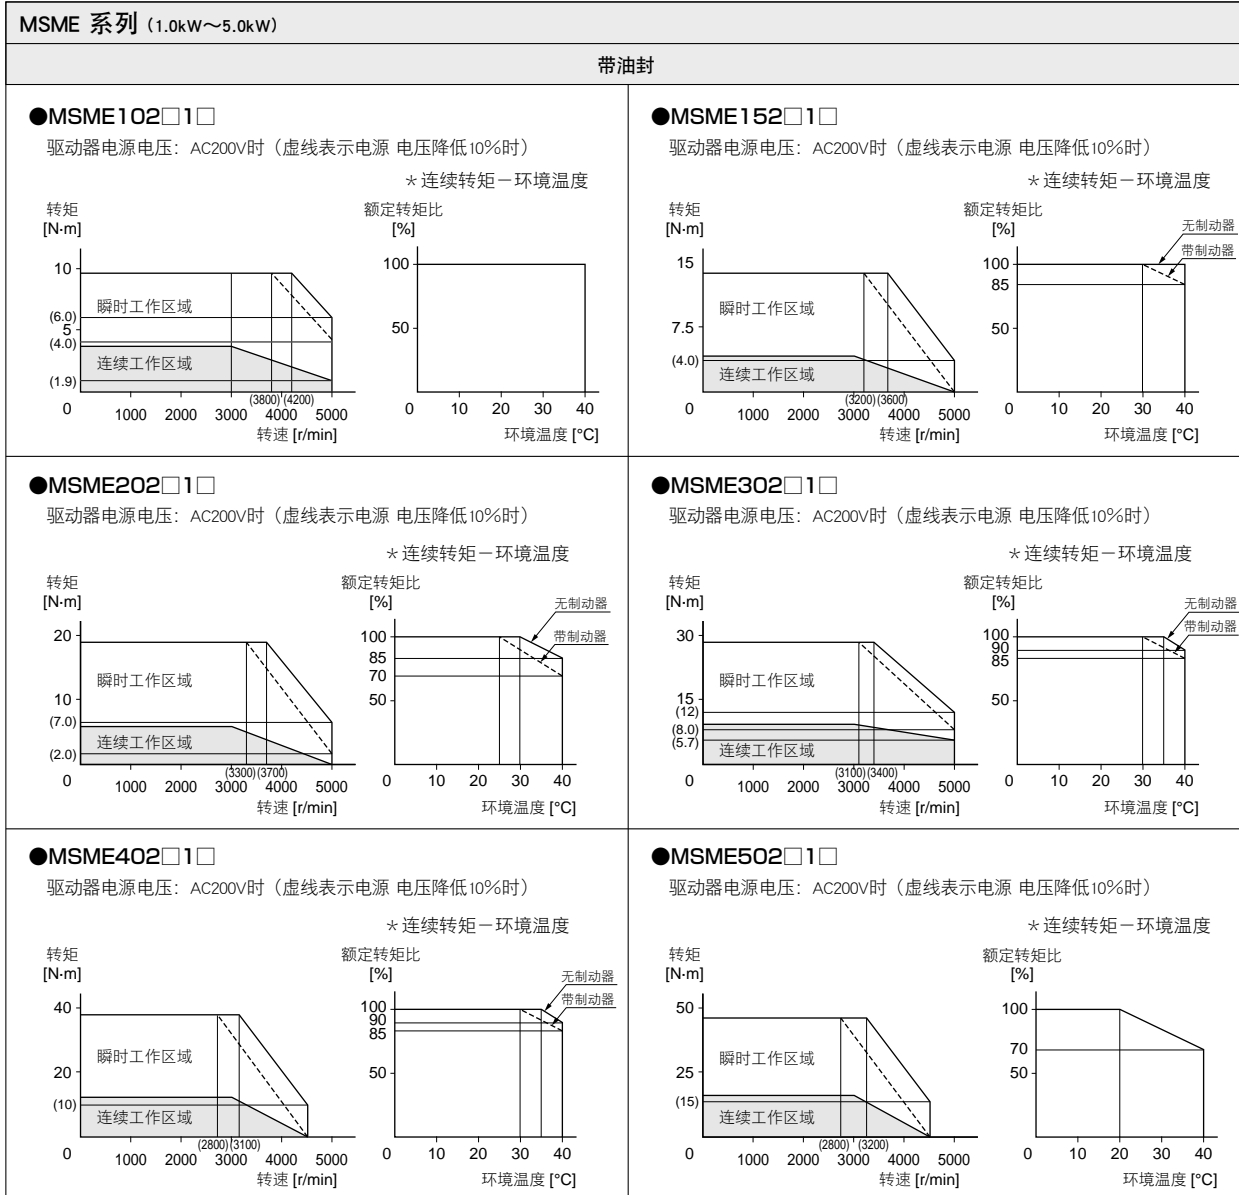 MSME 系列 (1.0kW～5.0kW)
带油封
●MSME102□1□
驱动器电源电压：AC200V时（虚线表示电源 电压降低10%时）
＊连续转矩－环境温度
转矩
[N·m]
10
(6.0)
5
(4.0)
(1.9)
0
瞬时工作区域
连续工作区域
(3800)(4200)
1000 2000 3000 4000 5000
转速 [r/min]
额定转矩比
[%]
100
50
0 10 20 30 40
环境温度 [°C]
●MSME152□1□
驱动器电源电压：AC200V时（虚线表示电源 电压降低10%时）
＊连续转矩－环境温度
转矩
[N·m]
15
7.5
(4.0)
0
瞬时工作区域
连续工作区域
(3200)(3600)
1000 2000 3000 4000 5000
转速 [r/min]
额定转矩比
[%]
无制动器
带制动器
100
85
50
0 10 20 30 40
环境温度 [°C]
●MSME202□1□
驱动器电源电压：AC200V时（虚线表示电源 电压降低10%时）
＊连续转矩－环境温度
转矩
[N·m]
20
10
(7.0)
(2.0)
0
瞬时工作区域
连续工作区域
(3300)(3700)
1000 2000 3000 4000 5000
转速 [r/min]
额定转矩比
[%]
无制动器
带制动器
100
85
70
50
0 10 20 30 40
环境温度 [°C]
●MSME302□1□
驱动器电源电压：AC200V时（虚线表示电源 电压降低10%时）
＊连续转矩－环境温度
转矩
[N·m]
30
15
(12)
(8.0)
(5.7)
0
瞬时工作区域
连续工作区域
(3100)(3400)
1000 2000 3000 4000 5000
转速 [r/min]
额定转矩比
[%]
无制动器
带制动器
100
90
85
50
0 10 20 30 40
环境温度 [°C]
●MSME402□1□
驱动器电源电压：AC200V时（虚线表示电源 电压降低10%时）
＊连续转矩－环境温度
转矩
[N·m]
40
20
(10)
0
瞬时工作区域
连续工作区域
(2800)(3100)
1000 2000 3000 4000 5000
转速 [r/min]
额定转矩比
[%]
无制动器
带制动器
100
90
85
50
0 10 20 30 40
环境温度 [°C]
●MSME502□1□
驱动器电源电压：AC200V时（虚线表示电源 电压降低10%时）
＊连续转矩－环境温度
转矩
[N·m]
50
25
(15)
0
瞬时工作区域
连续工作区域
(2800) (3200)
1000 2000 3000 4000 5000
转速 [r/min]
额定转矩比
[%]
100
70
50
0 10 20 30 40
环境温度 [°C]